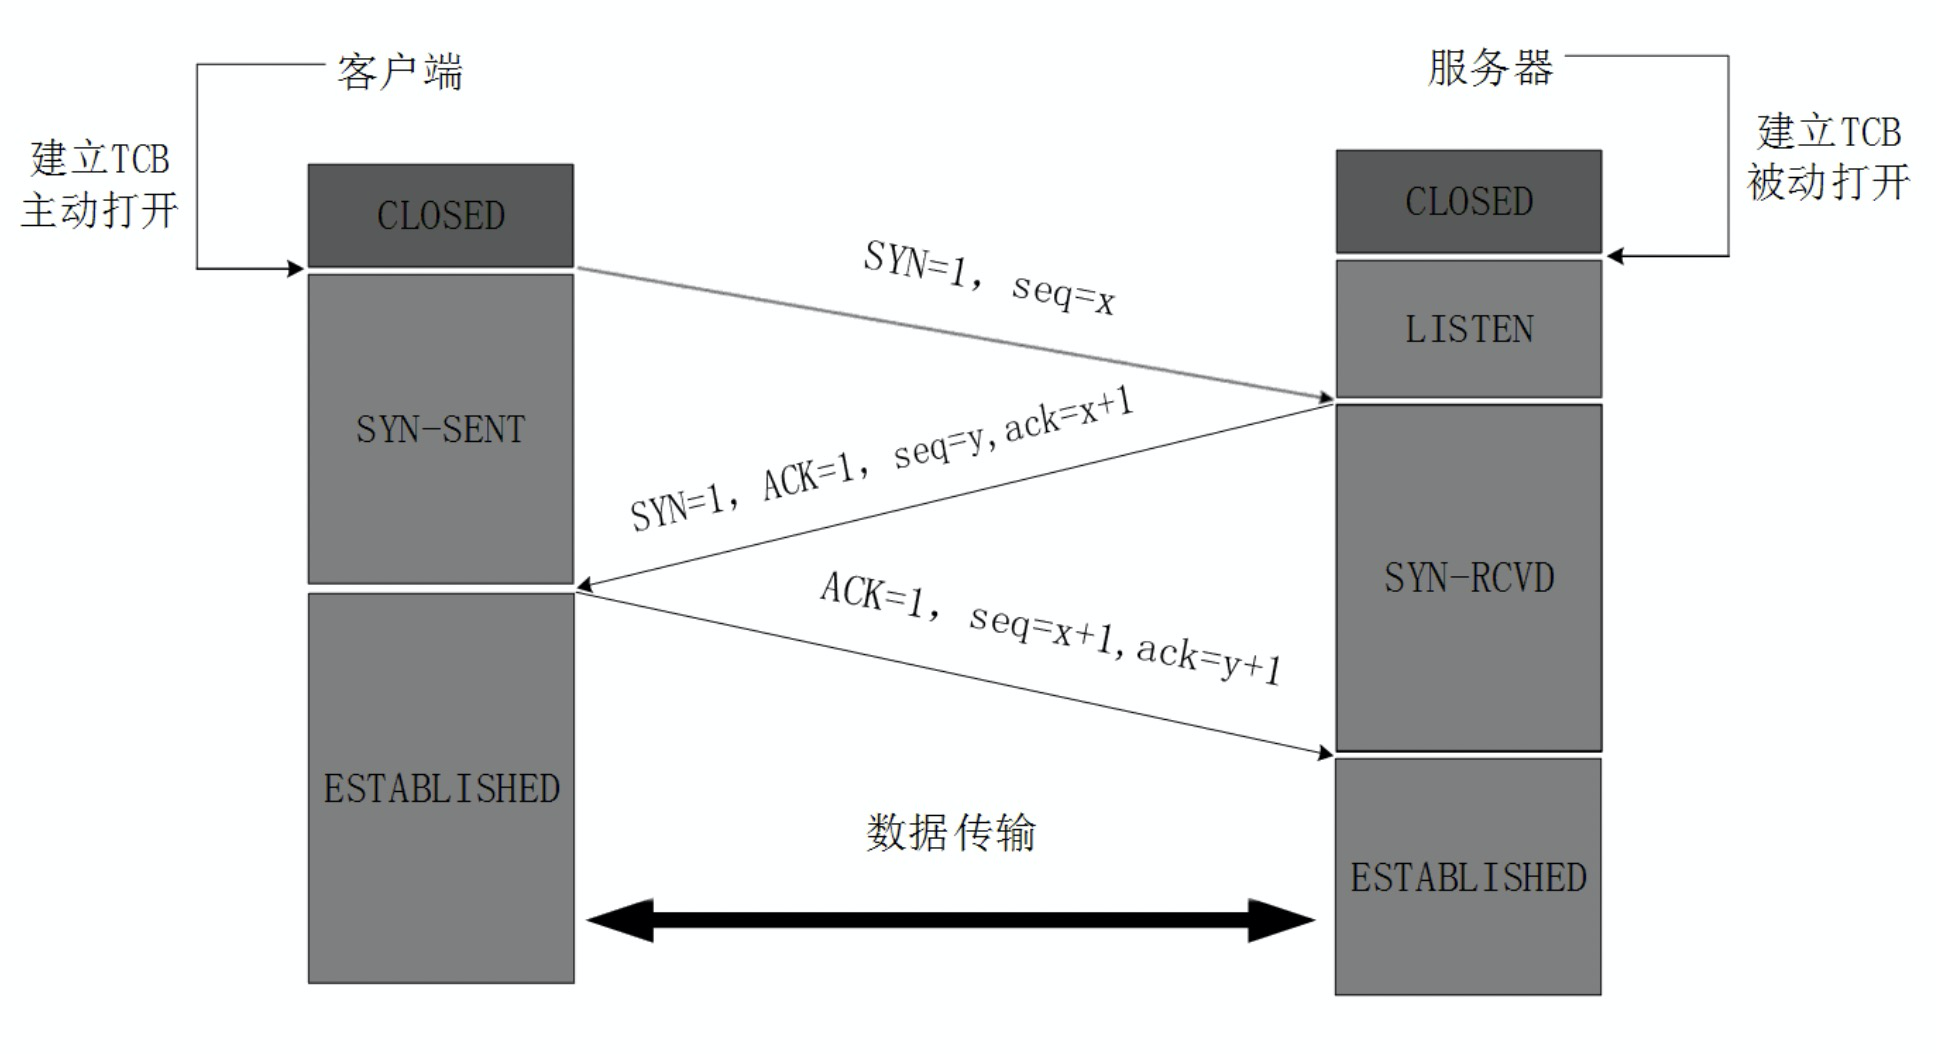 客户端
服务器
建立TCB
主动打开
建立TCB
被动打开
CLOSED
CLOSED
SYN=1, seq=x
LISTEN
SYN-SENT
SYN=1, ACK=1, seq=y,ack=x+1
SYN-RCVD
ACK=1, seq=x+1,ack=y+1
ESTABLISHED
数据传输
ESTABLISHED